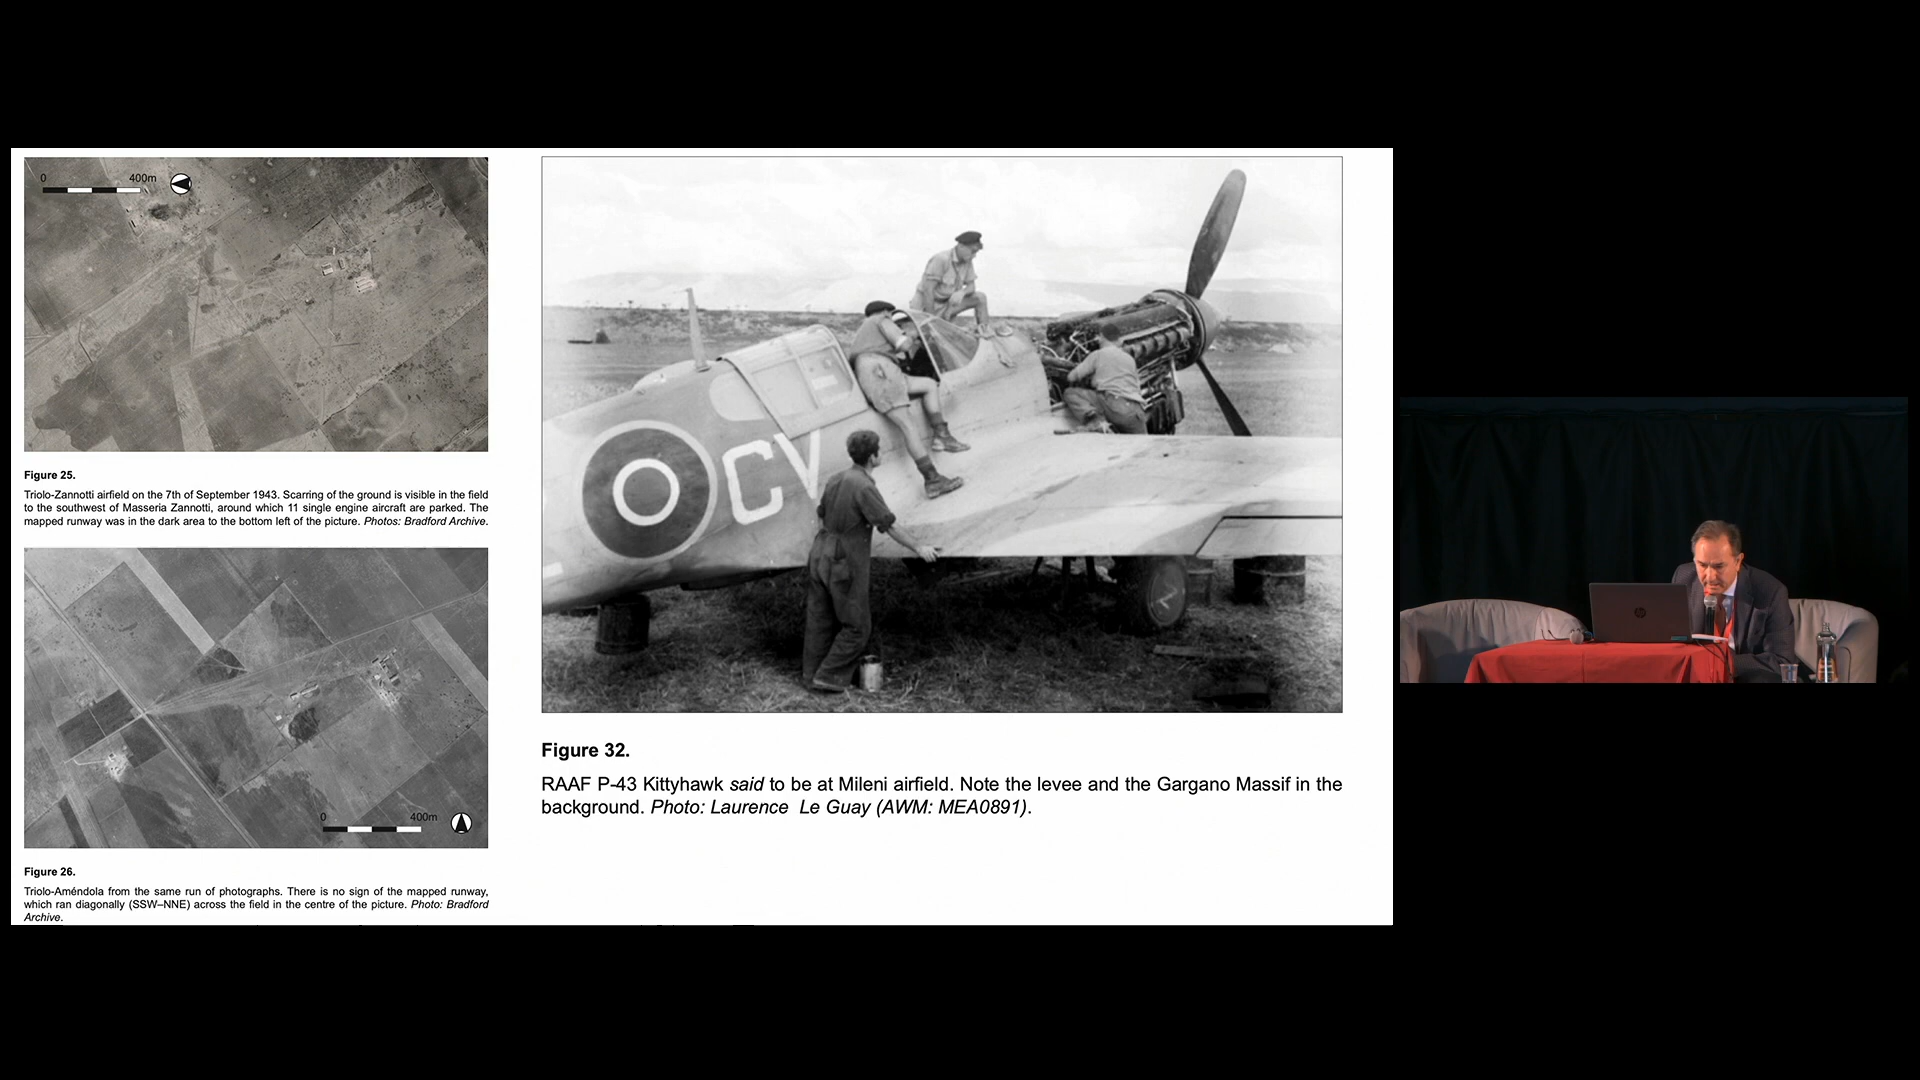 0 400m
Figure 25.
Triolo-Zannotti airfield on the 7th of September 1943. Scarring of the ground is visible in the field
to the southwest of Masseria Zannotti, around which 11 single engine aircraft are parked. The
mapped runway was in the dark area to the bottom left of the picture. Photos: Bradford Archive.
0 400m
Figure 26.
Triolo-Améndola from the same run of photographs. There is no sign of the mapped runway,
which ran diagonally (SSW–NNE) across the field in the centre of the picture. Photo: Bradford
Archive.
CV
Figure 32.
RAAF P-43 Kittyhawk said to be at Mileni airfield. Note the levee and the Gargano Massif in the
background. Photo: Laurence Le Guay (AWM: MEA0891).
hp